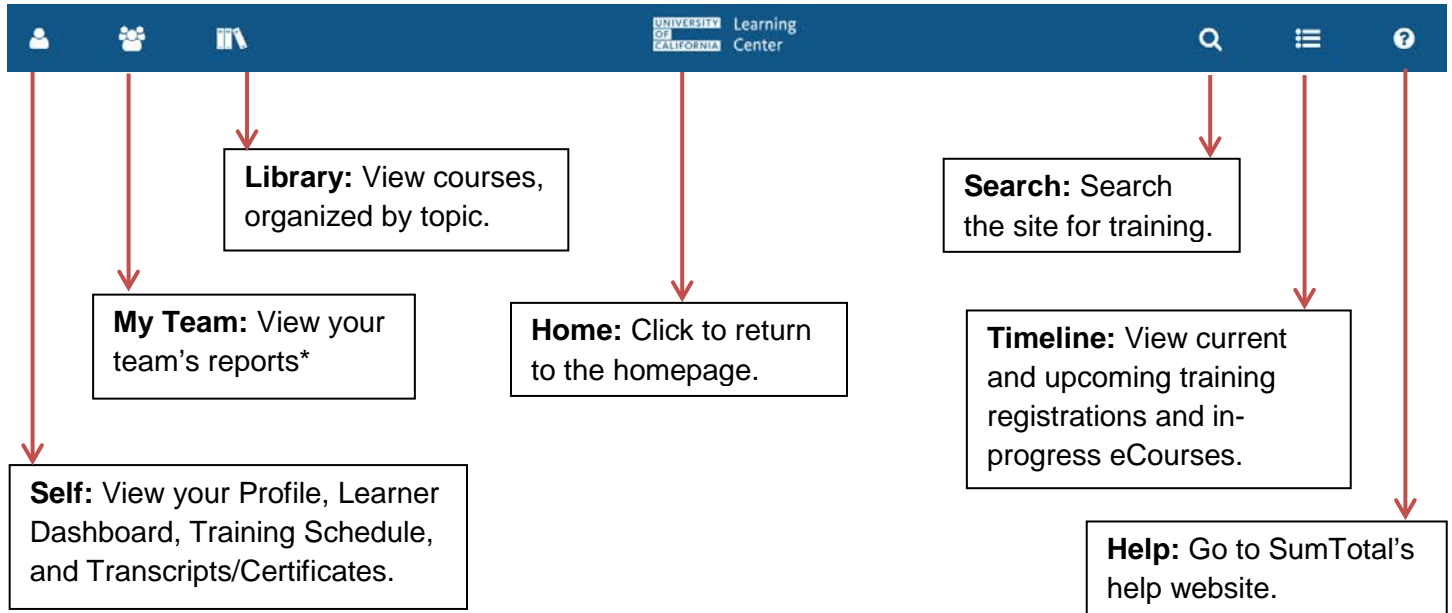 UNIVERSITY
OF
CALIFORNIA
Learning
Center
Library: View courses,
organized by topic.
Search: Search
the site for training.
My Team: View your
team's reports*
Home: Click to return
to the homepage.
Timeline: View current
and upcoming training
registrations and in-
progress eCourses.
Self: View your Profile, Learner
Dashboard, Training Schedule,
and Transcripts/Certificates.
Help: Go to SumTotal's
help website.